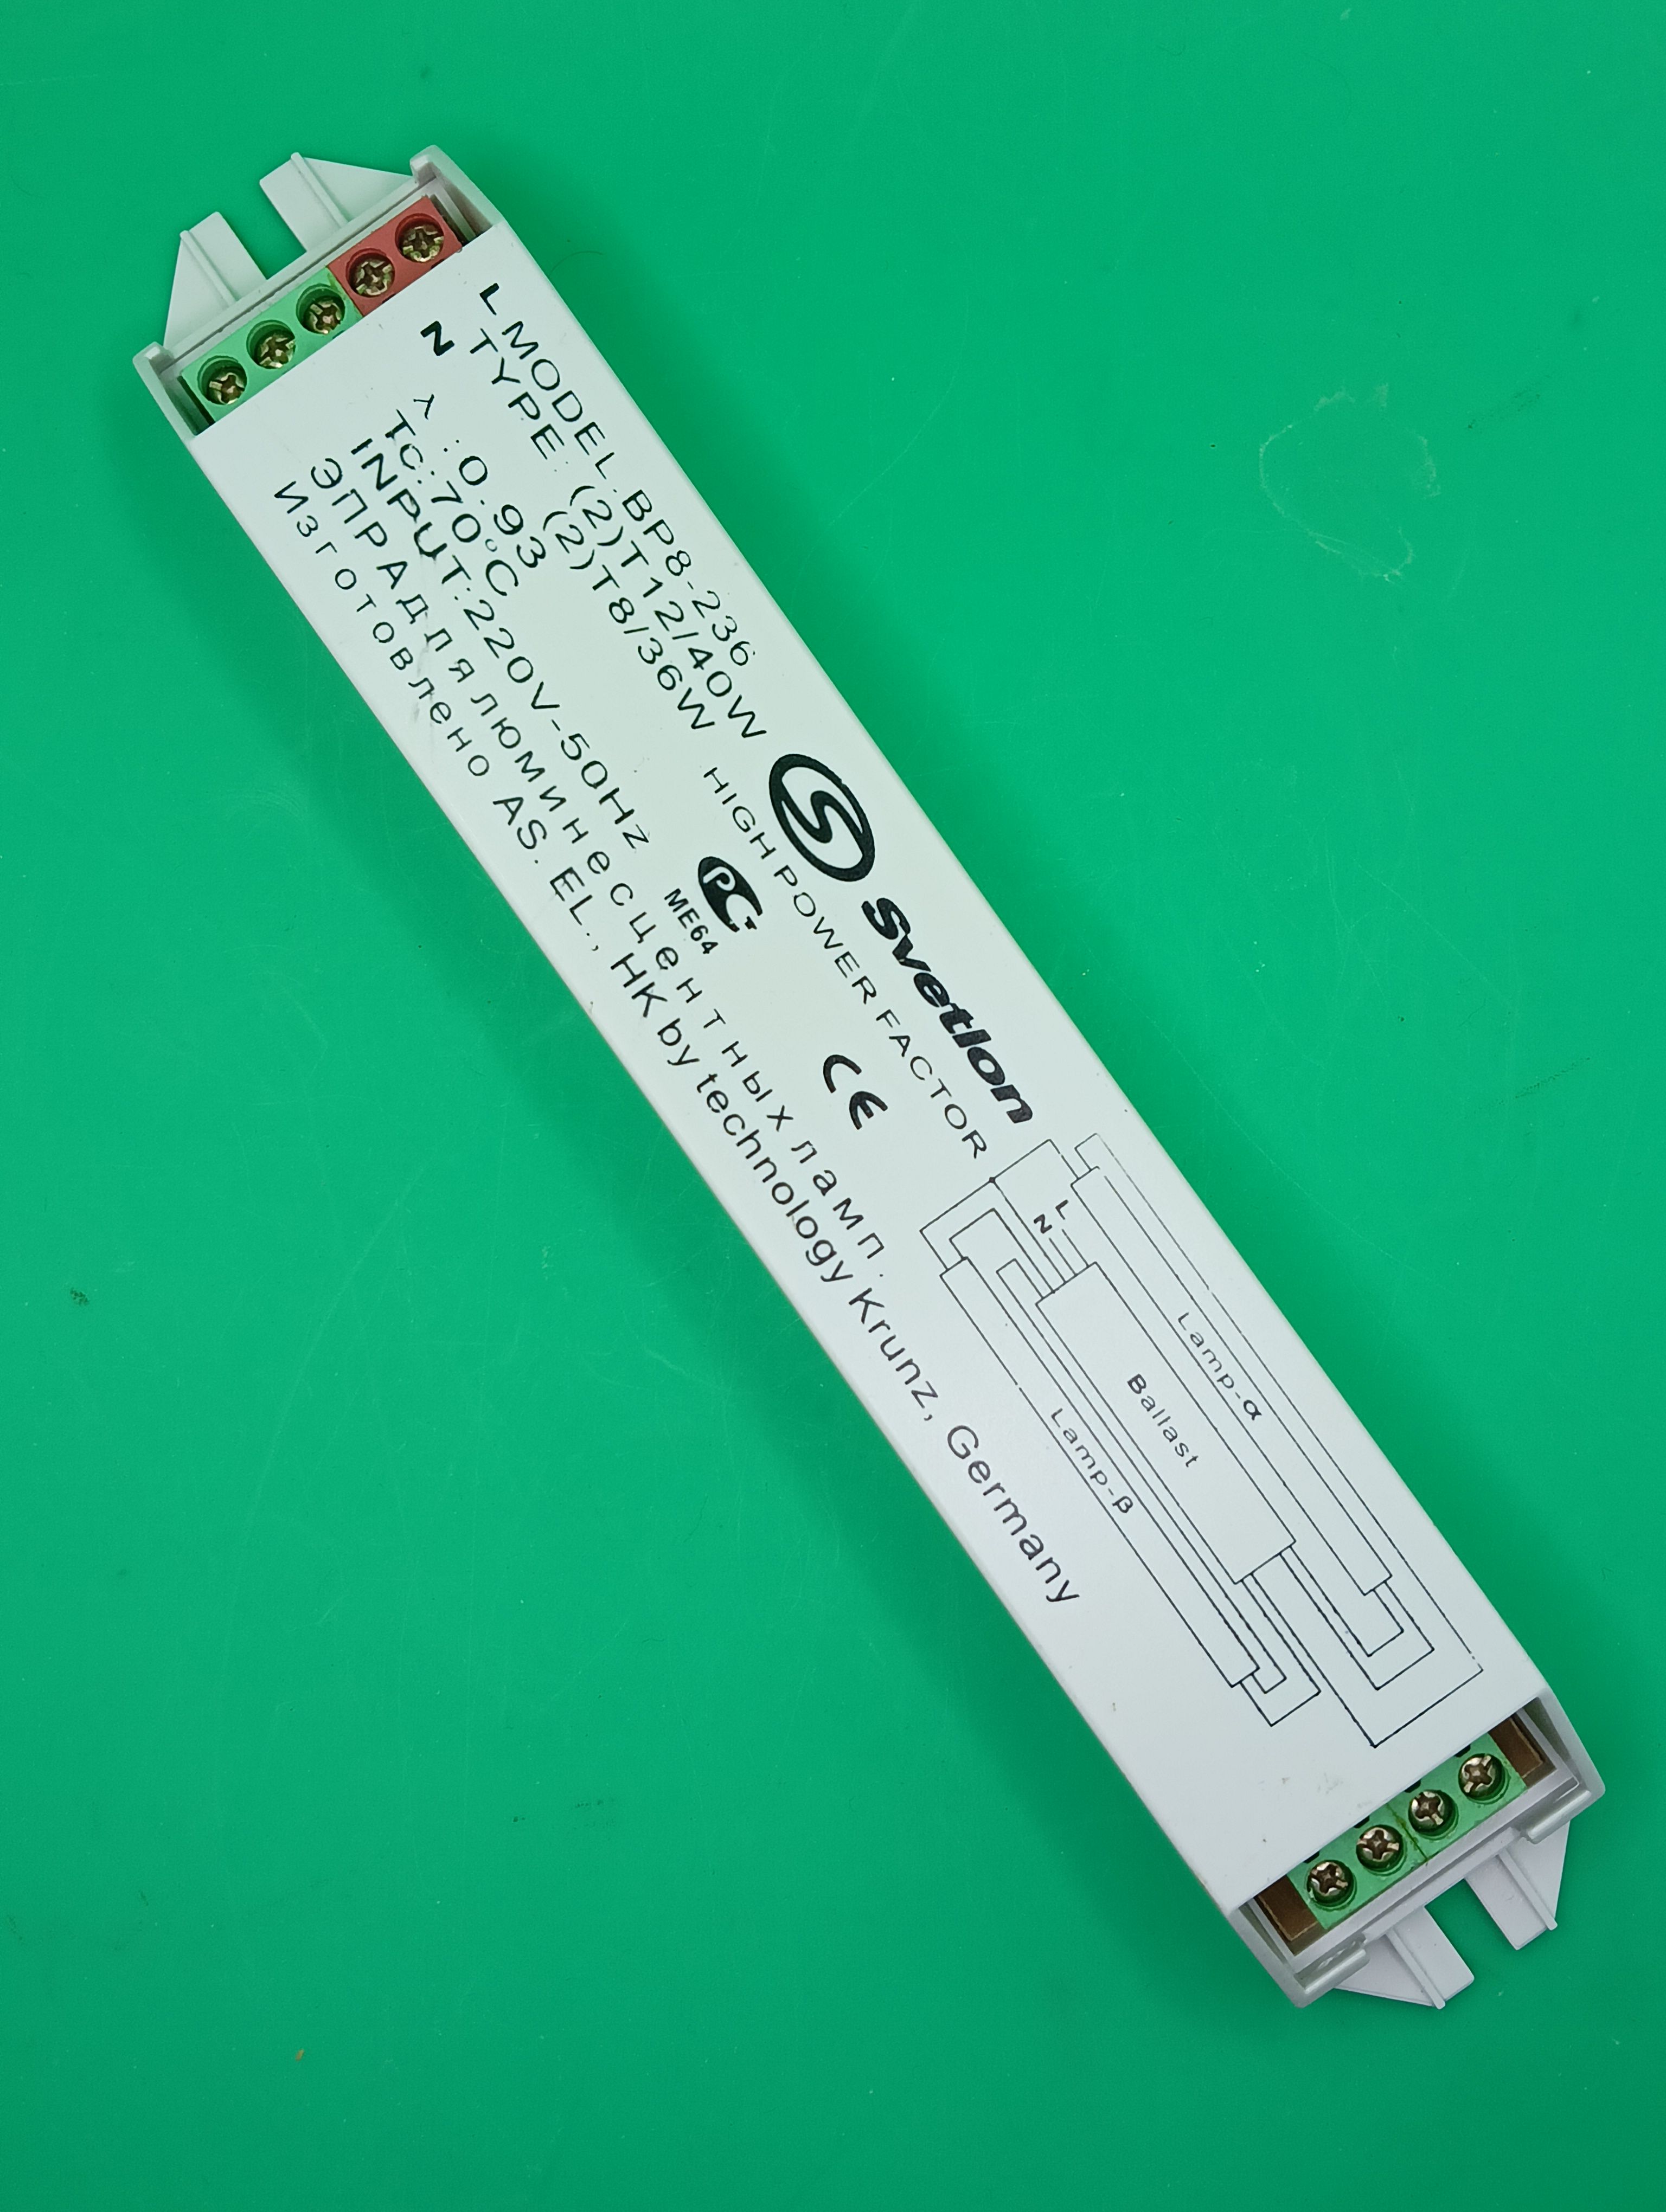 L MODEL:BP8-236
N TYPE: (2)T12/40W
(2)T8/36W
λ :0.93
TC:70°C
INPUT:220V-50Hz
ЭПРА для люминесцентных ламп.
Изготовлено AS. EL., HK by technology Krunz, Germany
S Svetlon
HIGH POWER FACTOR
РС
ME64
CE
L
N
Lamp-α
Ballast
Lamp-β